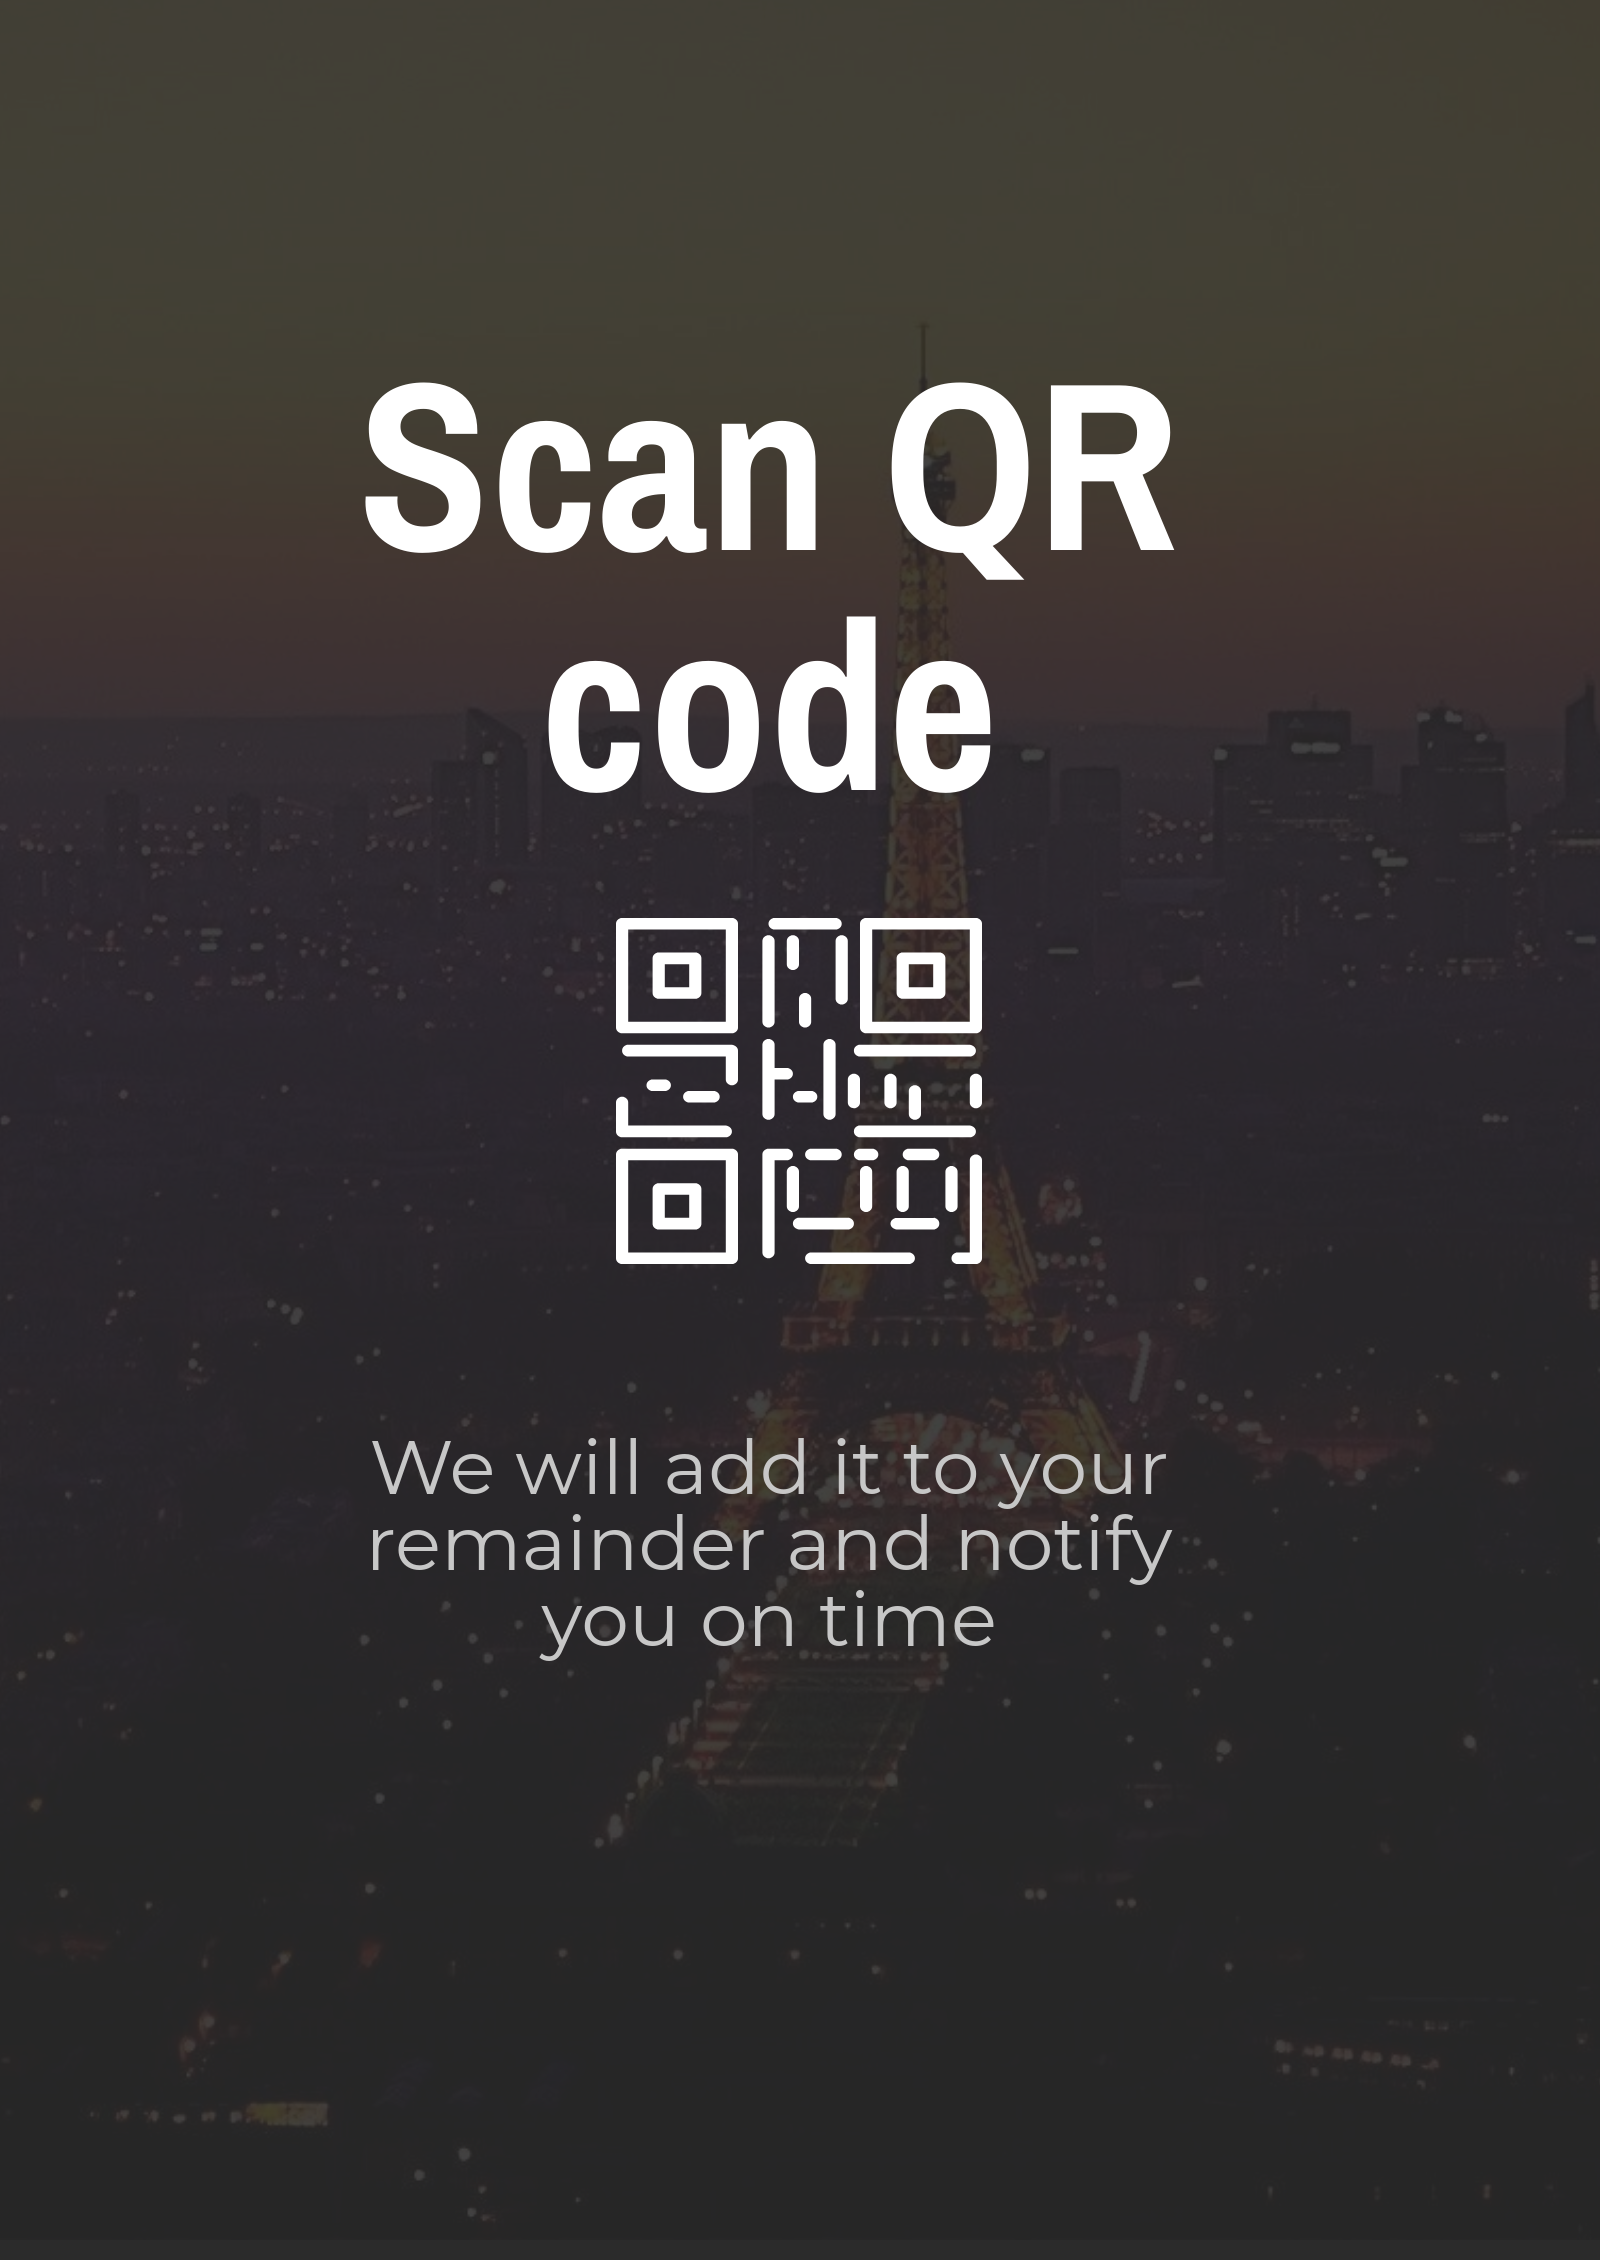 Scan QR
code
We will add it to your
remainder and notify
you on time